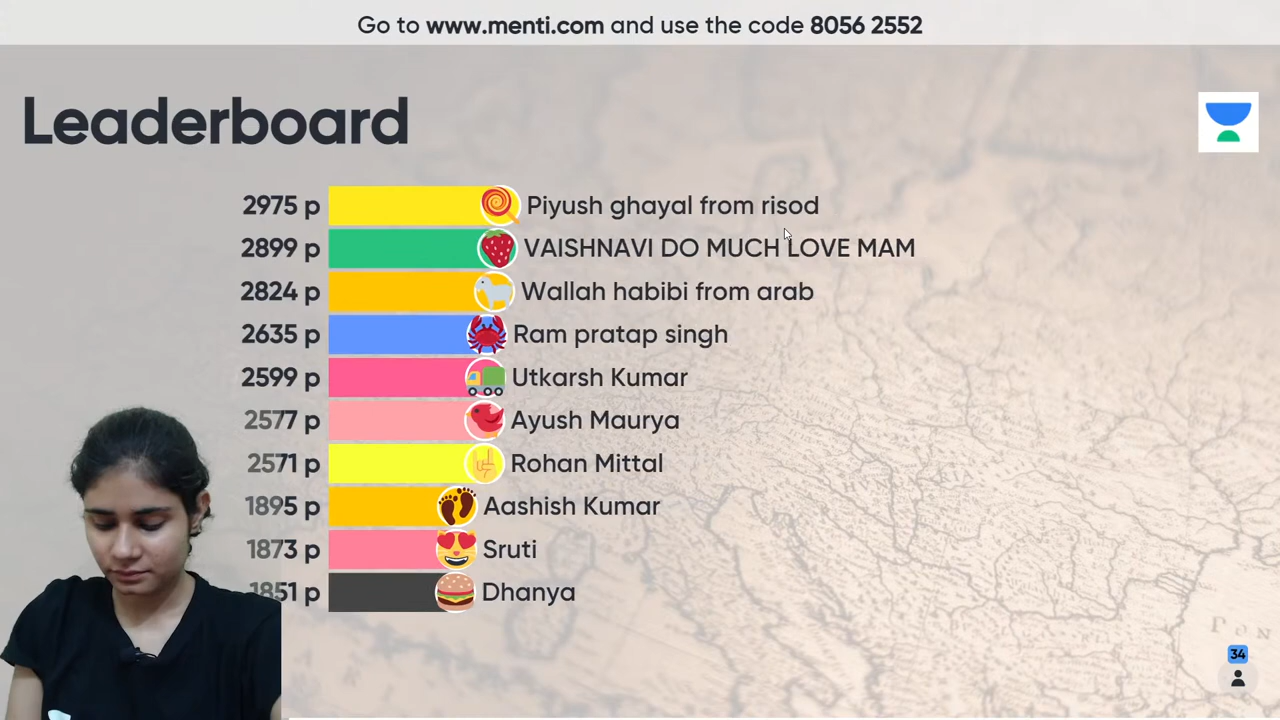 Go to www.menti.com and use the code 8056 2552
Leaderboard
2975 p Piyush ghayal from risod
2899 p VAISHNAVI DO MUCH LOVE MAM
2824 p Wallah habibi from arab
2635 p Ram pratap singh
2599 p Utkarsh Kumar
2577 p Ayush Maurya
2571 p Rohan Mittal
1895 p Aashish Kumar
1873 p Sruti
1851 p Dhanya
34